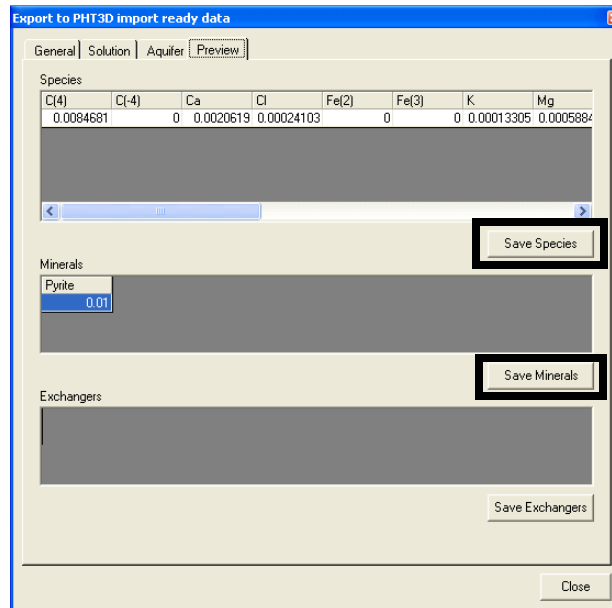 Export to PHT3D import ready data
General Solution Aquifer Preview
Species
C(4) C(-4) Ca Cl Fe(2) Fe(3) K Mg
0.0084681 0 0.0020619 0.00024103 0 0 0.00013305 0.0005884
Save Species
Minerals
Pyrite
0.01
Save Minerals
Exchangers
Save Exchangers
Close